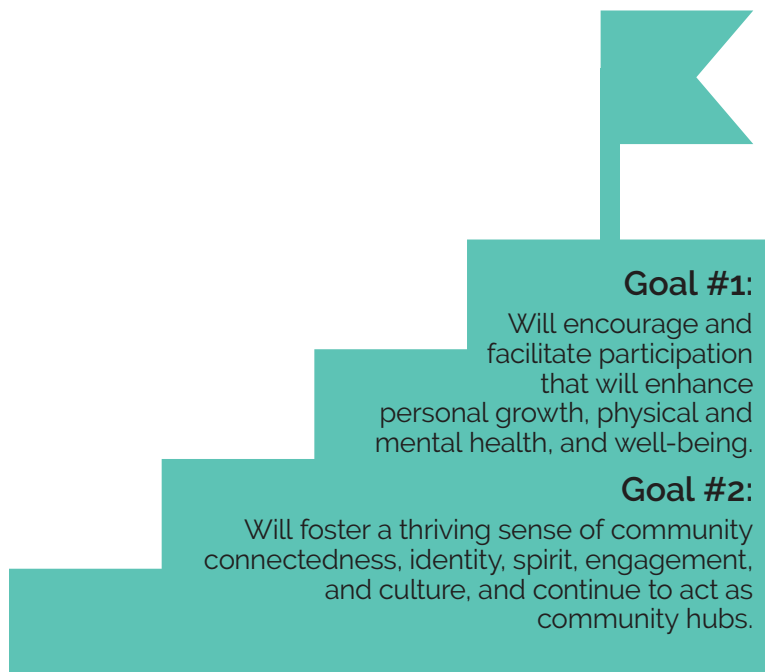 Goal #1:
Will encourage and
facilitate participation
that will enhance
personal growth, physical and
mental health, and well-being.
Goal #2:
Will foster a thriving sense of community
connectedness, identity, spirit, engagement,
and culture, and continue to act as
community hubs.